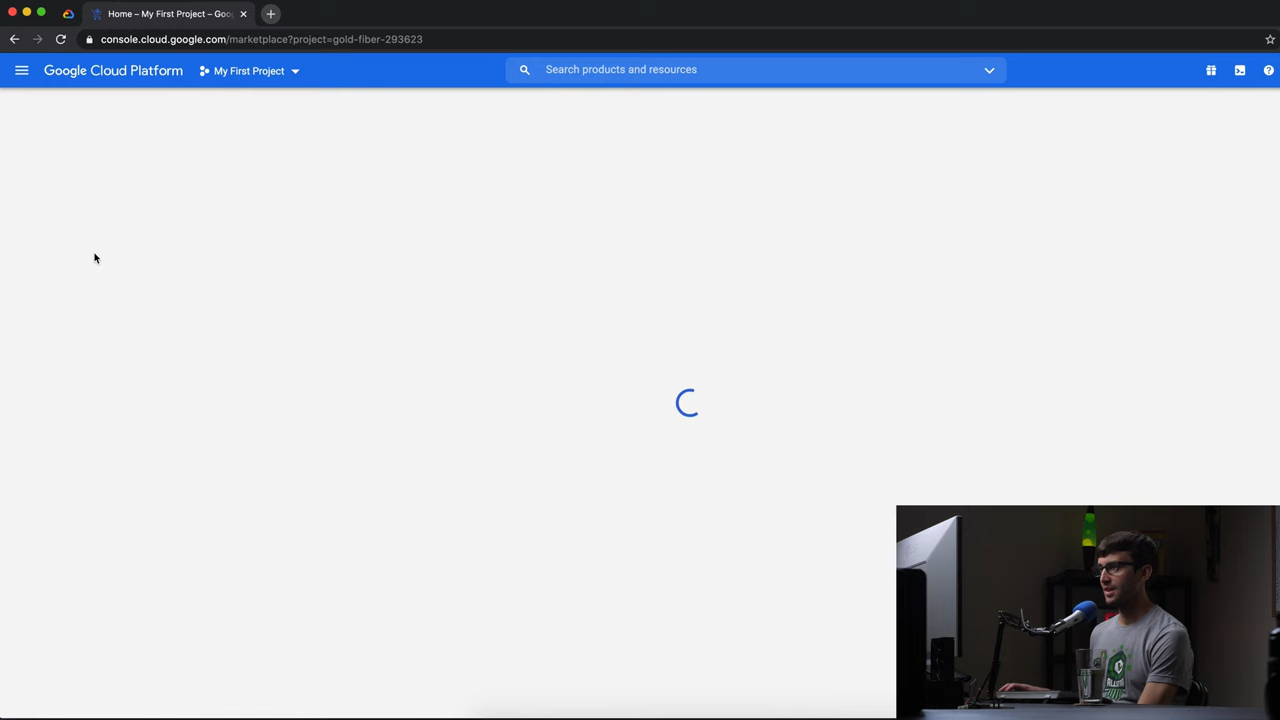 Home – My First Project – Goo
console.cloud.google.com/marketplace?project=gold-fiber-293623
Google Cloud Platform
My First Project
Search products and resources